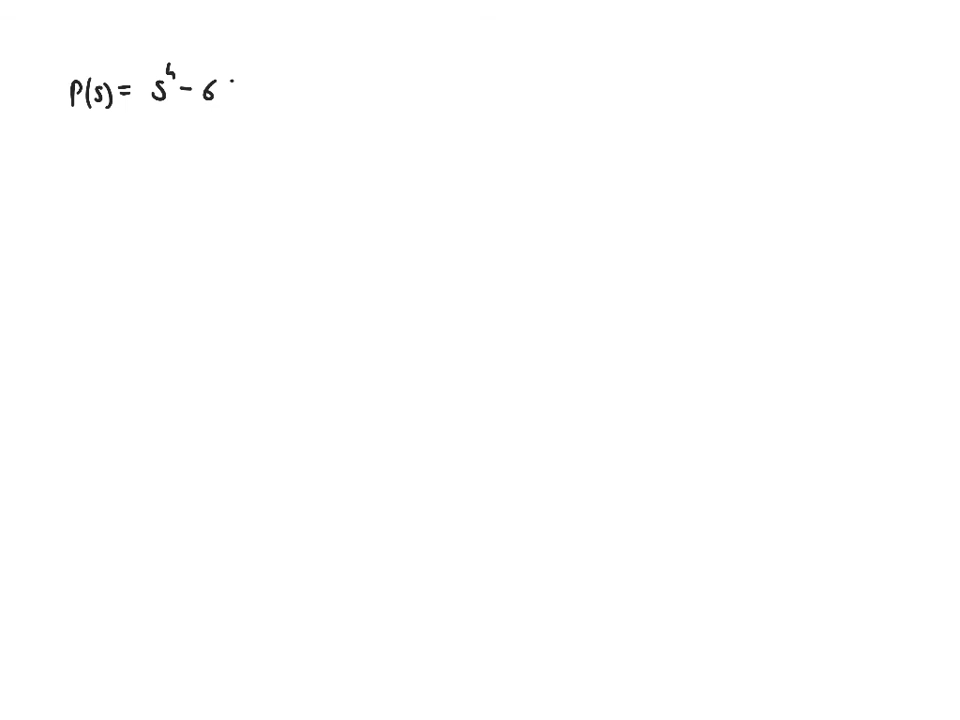 P(s) = s⁴ - 6